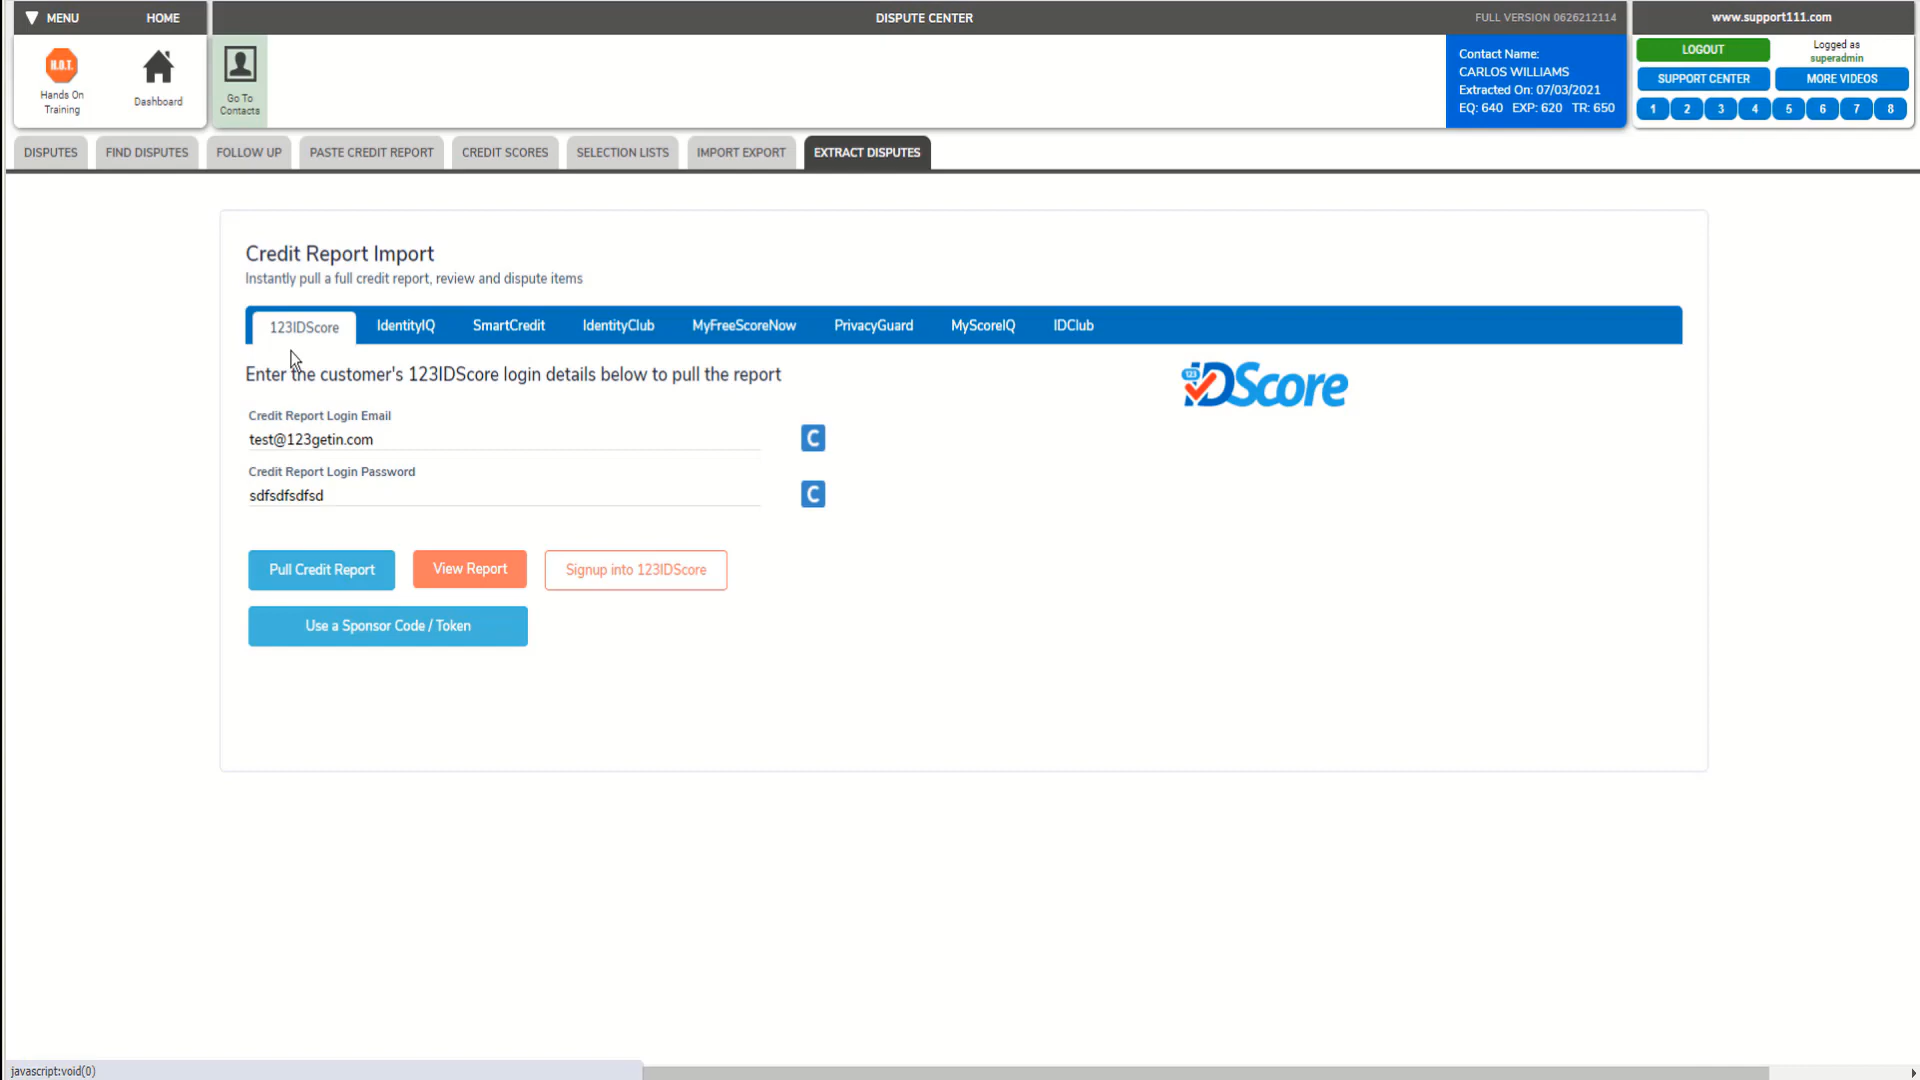 MENU
HOME
DISPUTE CENTER
FULL VERSION 0626212114
www.support111.com
H.O.T.
Hands On
Training
Dashboard
Go To
Contacts
Contact Name:
CARLOS WILLIAMS
Extracted On: 07/03/2021
EQ: 640 EXP: 620 TR: 650
LOGOUT
Logged as
superadmin
SUPPORT CENTER
MORE VIDEOS
1 2 3 4 5 6 7 8
DISPUTES
FIND DISPUTES
FOLLOW UP
PASTE CREDIT REPORT
CREDIT SCORES
SELECTION LISTS
IMPORT EXPORT
EXTRACT DISPUTES
Credit Report Import
Instantly pull a full credit report, review and dispute items
123IDScore
IdentityIQ
SmartCredit
IdentityClub
MyFreeScoreNow
PrivacyGuard
MyScoreIQ
IDClub
Enter the customer's 123IDScore login details below to pull the report
123 iDScore
Credit Report Login Email
test@123getin.com
C
Credit Report Login Password
sdfsdfsdfsd
C
Pull Credit Report
View Report
Signup into 123IDScore
Use a Sponsor Code / Token
javascript:void(0)